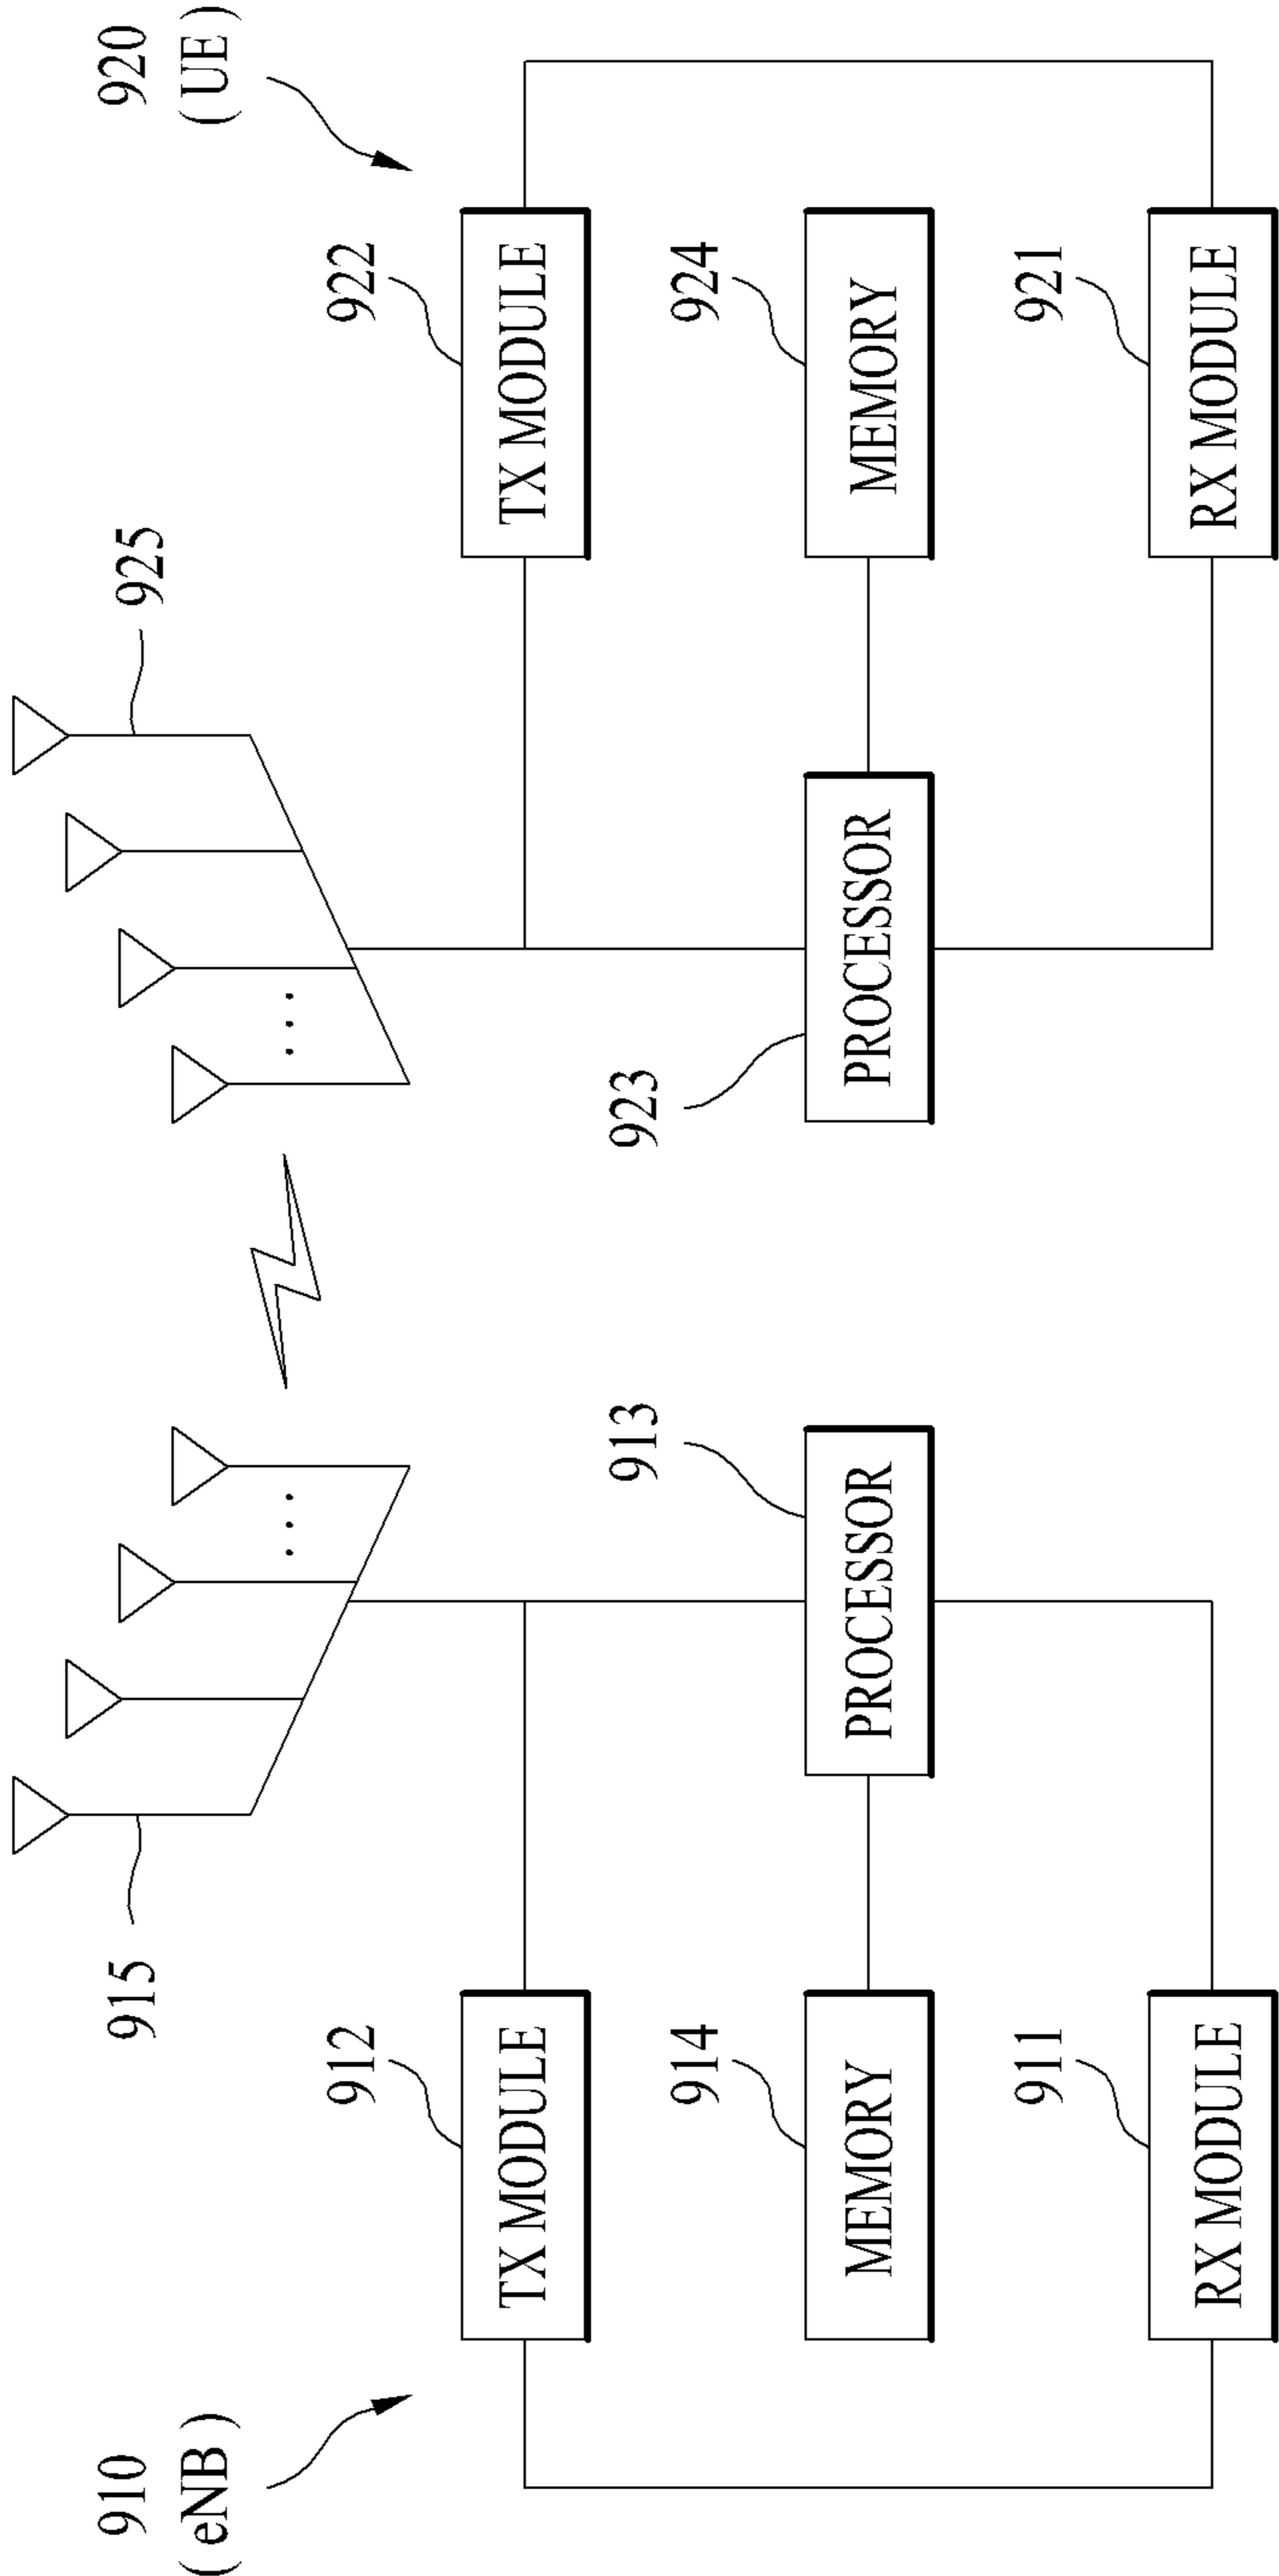 910
( eNB )
915
925
920
( UE )
912
TX MODULE
922
TX MODULE
914
MEMORY
913
PROCESSOR
923
PROCESSOR
924
MEMORY
911
RX MODULE
921
RX MODULE